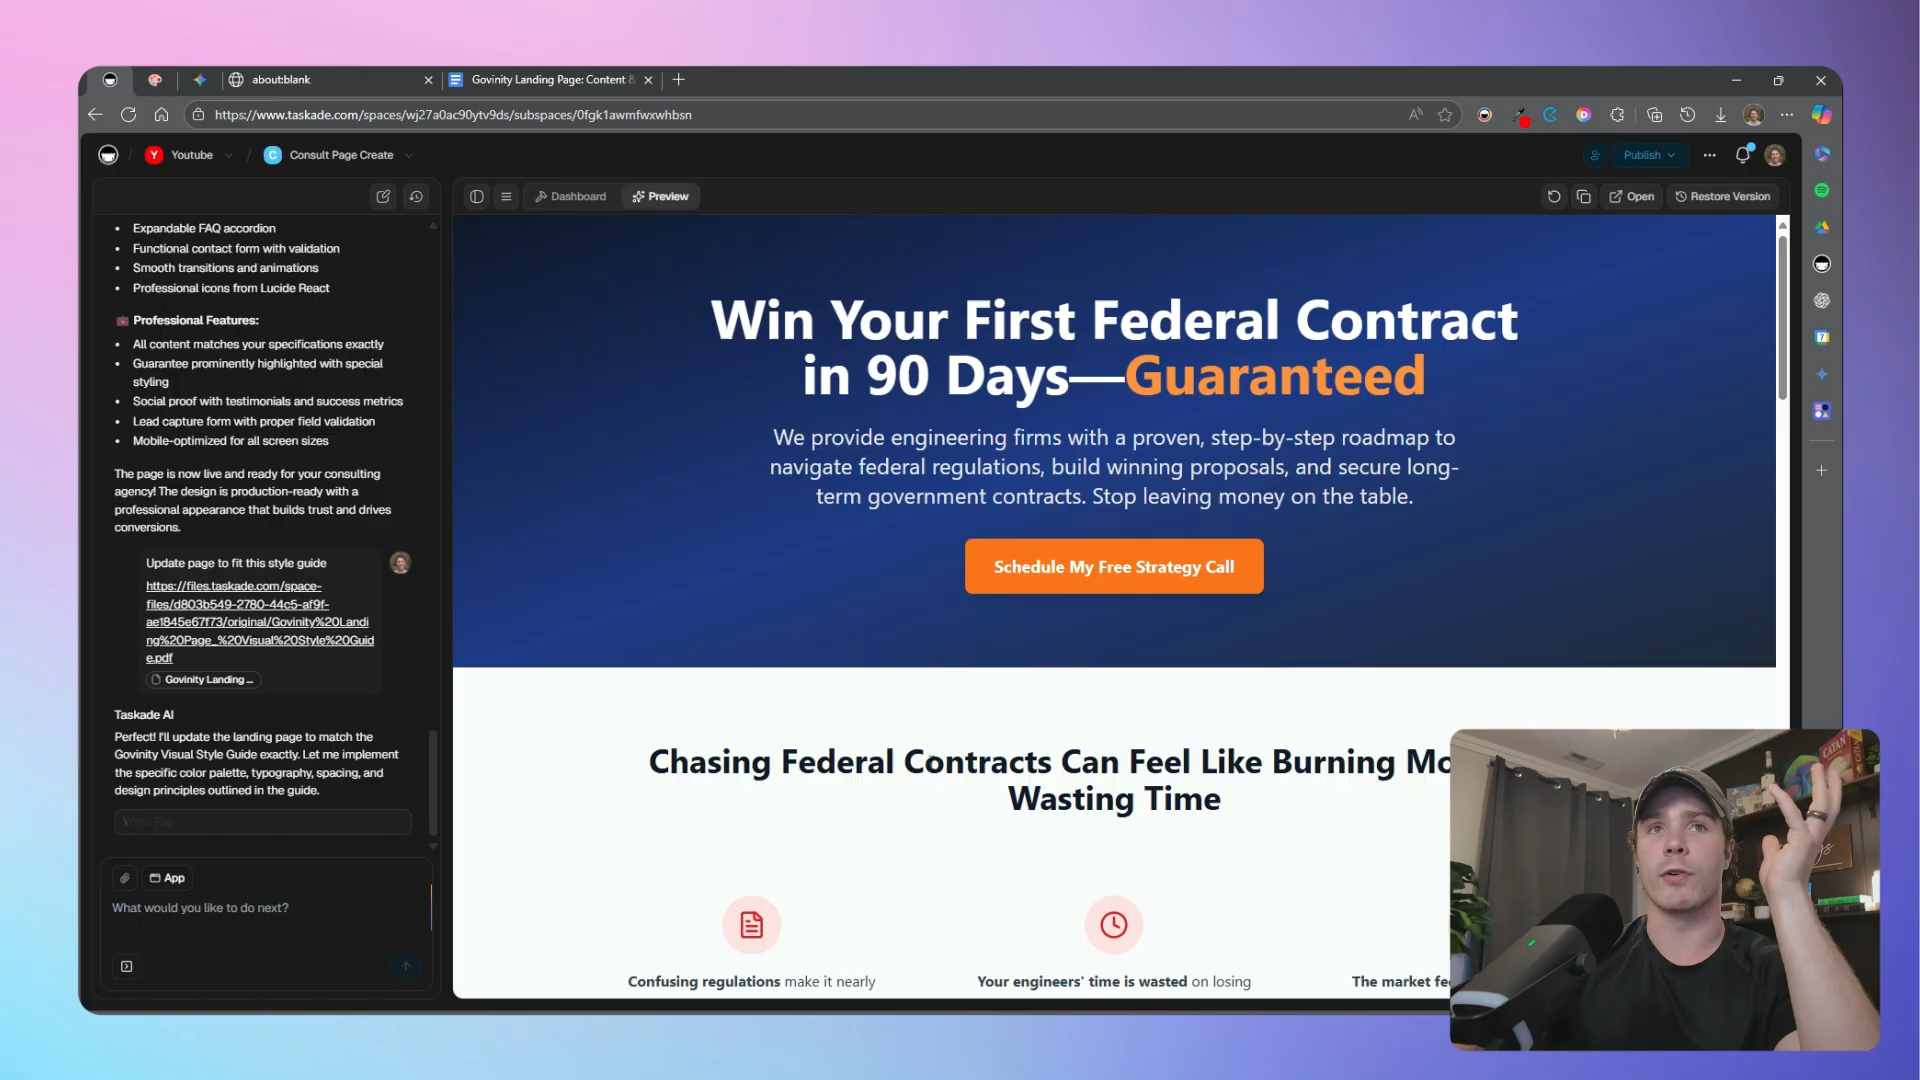 about:blank
Govinity Landing Page: Content &
https://www.taskade.com/spaces/wj27a0ac90ytv9ds/subspaces/0fgk1awmfwxwhbsn
Y Youtube / C Consult Page Create
Publish
Dashboard
Preview
Open
Restore Version
• Expandable FAQ accordion
• Functional contact form with validation
• Smooth transitions and animations
• Professional icons from Lucide React
Professional Features:
• All content matches your specifications exactly
• Guarantee prominently highlighted with special
styling
• Social proof with testimonials and success metrics
• Lead capture form with proper field validation
• Mobile-optimized for all screen sizes
The page is now live and ready for your consulting
agency! The design is production-ready with a
professional appearance that builds trust and drives
conversions.
Update page to fit this style guide
https://files.taskade.com/space-
files/d803b549-2780-44c5-af9f-
ae1845e67f73/original/Govinity%20Landi
ng%20Page_%20Visual%20Style%20Guid
e.pdf
Govinity Landing ...
Taskade AI
Perfect! I'll update the landing page to match the
Govinity Visual Style Guide exactly. Let me implement
the specific color palette, typography, spacing, and
design principles outlined in the guide.
Write File
App
What would you like to do next?
Win Your First Federal Contract
in 90 Days—Guaranteed
We provide engineering firms with a proven, step-by-step roadmap to
navigate federal regulations, build winning proposals, and secure long-
term government contracts. Stop leaving money on the table.
Schedule My Free Strategy Call
Chasing Federal Contracts Can Feel Like Burning Mo
Wasting Time
Confusing regulations make it nearly
Your engineers' time is wasted on losing
The market fe
CATAN